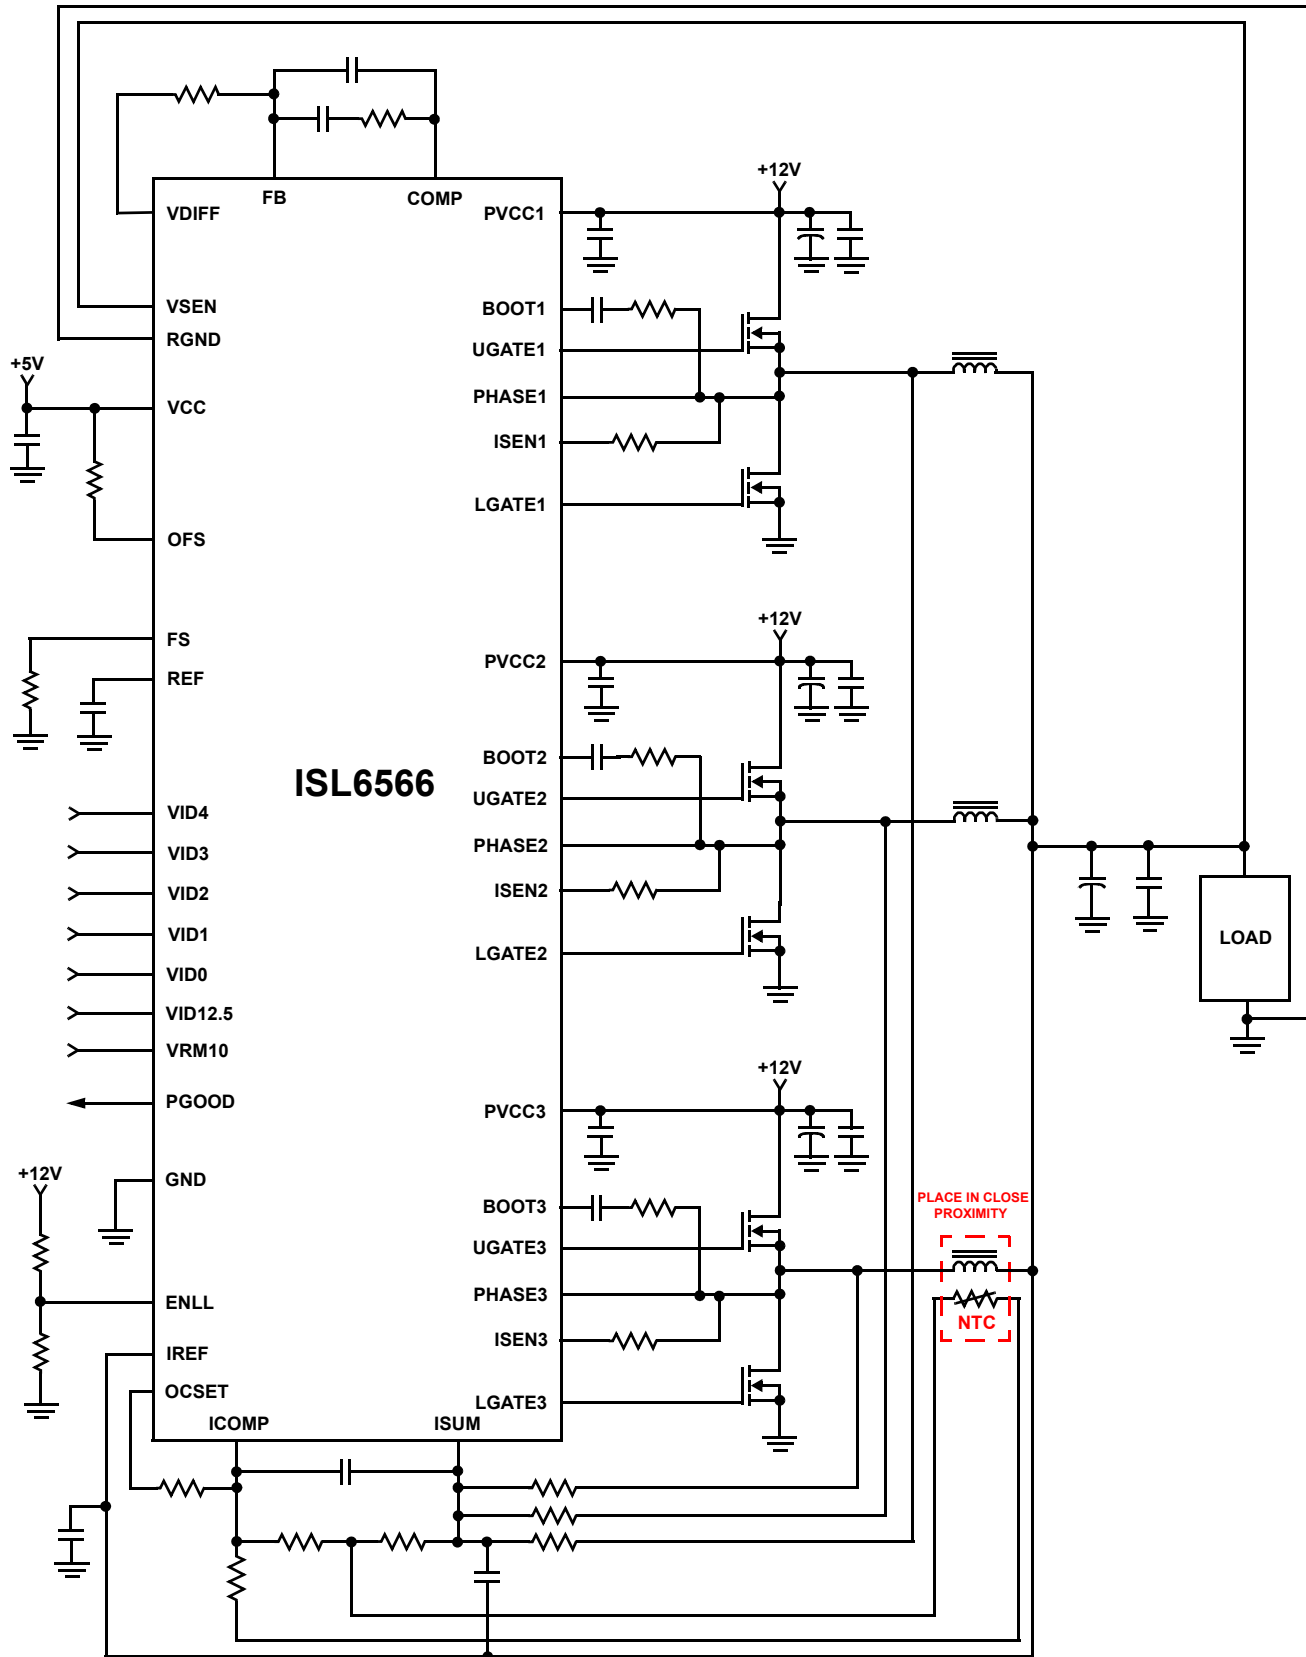 +12V
FB
COMP
VDIFF
PVCC1
VSEN
BOOT1
RGND
UGATE1
+5V
PHASE1
VCC
ISEN1
LGATE1
OFS
+12V
FS
PVCC2
REF
BOOT2
ISL6566
UGATE2
VID4
PHASE2
VID3
ISEN2
VID2
VID1
LGATE2
LOAD
VID0
VID12.5
VRM10
+12V
PGOOD
PVCC3
+12V
GND
PLACE IN CLOSE
PROXIMITY
BOOT3
UGATE3
PHASE3
ENLL
NTC
ISEN3
IREF
OCSET
LGATE3
ICOMP
ISUM